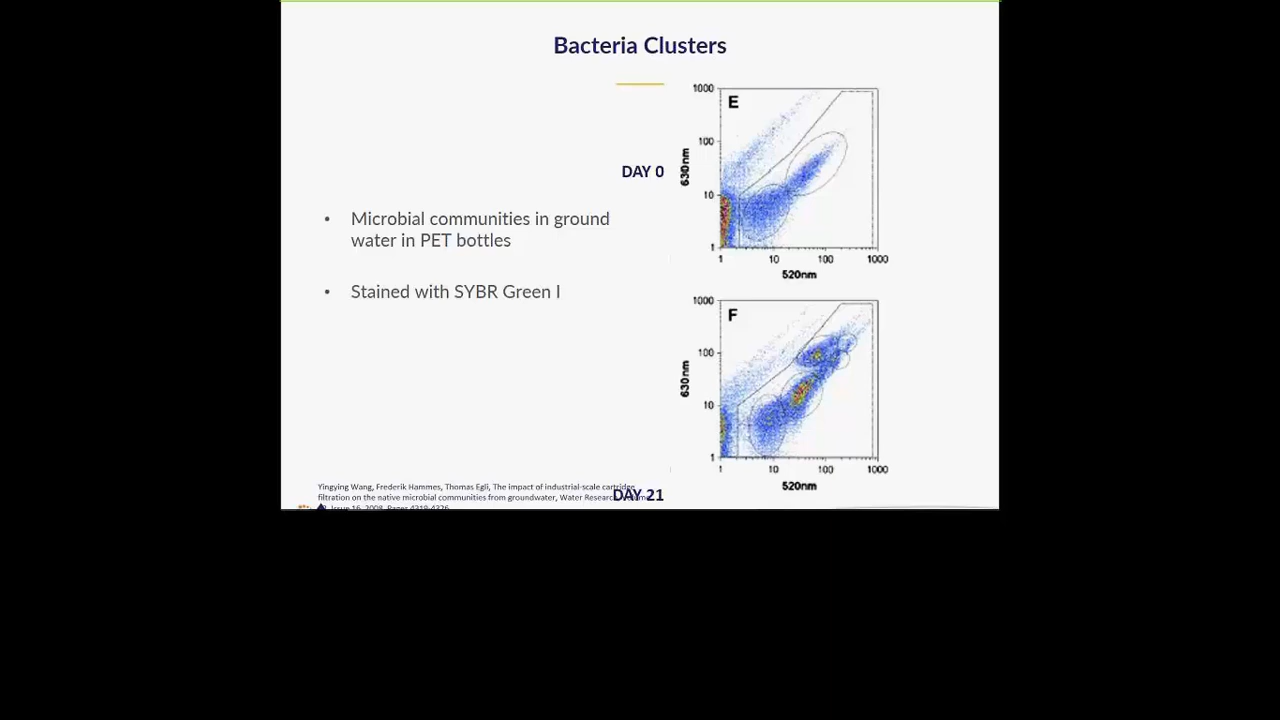 Bacteria Clusters
DAY 0
• Microbial communities in ground
water in PET bottles
• Stained with SYBR Green I
E
1000
100
10
1
630nm
1
10
100
1000
520nm
F
1000
100
10
1
630nm
1
10
100
1000
520nm
DAY 21
Yingying Wang, Frederik Hammes, Thomas Egli, The impact of industrial-scale cartridge
filtration on the native microbial communities from groundwater, Water Research
Issue 16, 2008, Pages 4319-4326